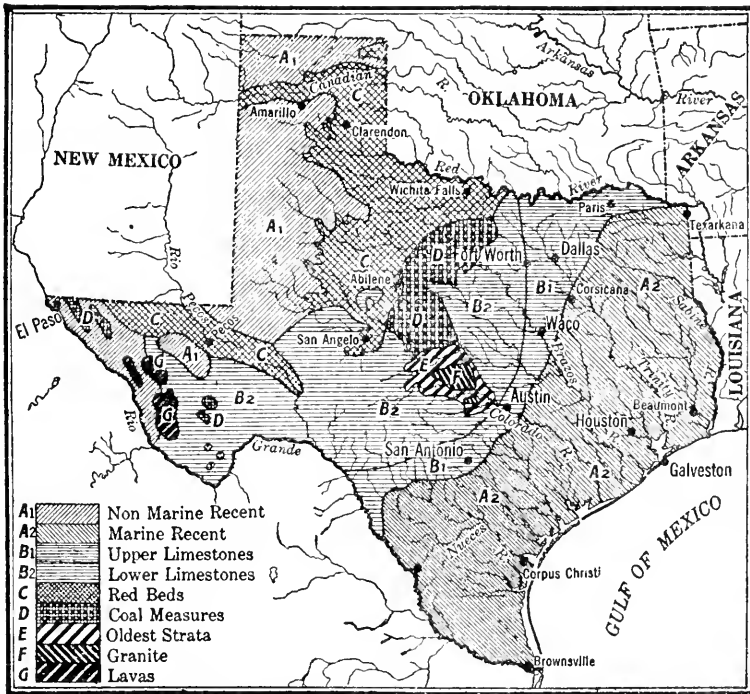 A1
Canadian
C
Arkansas
R.
OKLAHOMA
River
Amarillo
Clarendon
ARKANSAS
NEW MEXICO
Red
River
Wichita Falls
Paris
Texarkana
A1
Rio
Pecos
C
Abilene
D
Fort Worth
Dallas
A2
B1
B2
Corsicana
Sabine
R.
LOUISIANA
El Paso
D
C
Pecos
A1
C
San Angelo
D
Waco
Brazos
Trinity
G
G
B2
D
E
F
E
Austin
Colorado
R.
Houston
Beaumont
Rio
Grande
B2
San Antonio
B1
A2
A2
Galveston
Nueces
R.
Corpus Christi
GULF OF MEXICO
Brownsville
A1 Non Marine Recent
A2 Marine Recent
B1 Upper Limestones
B2 Lower Limestones
C Red Beds
D Coal Measures
E Oldest Strata
F Granite
G Lavas